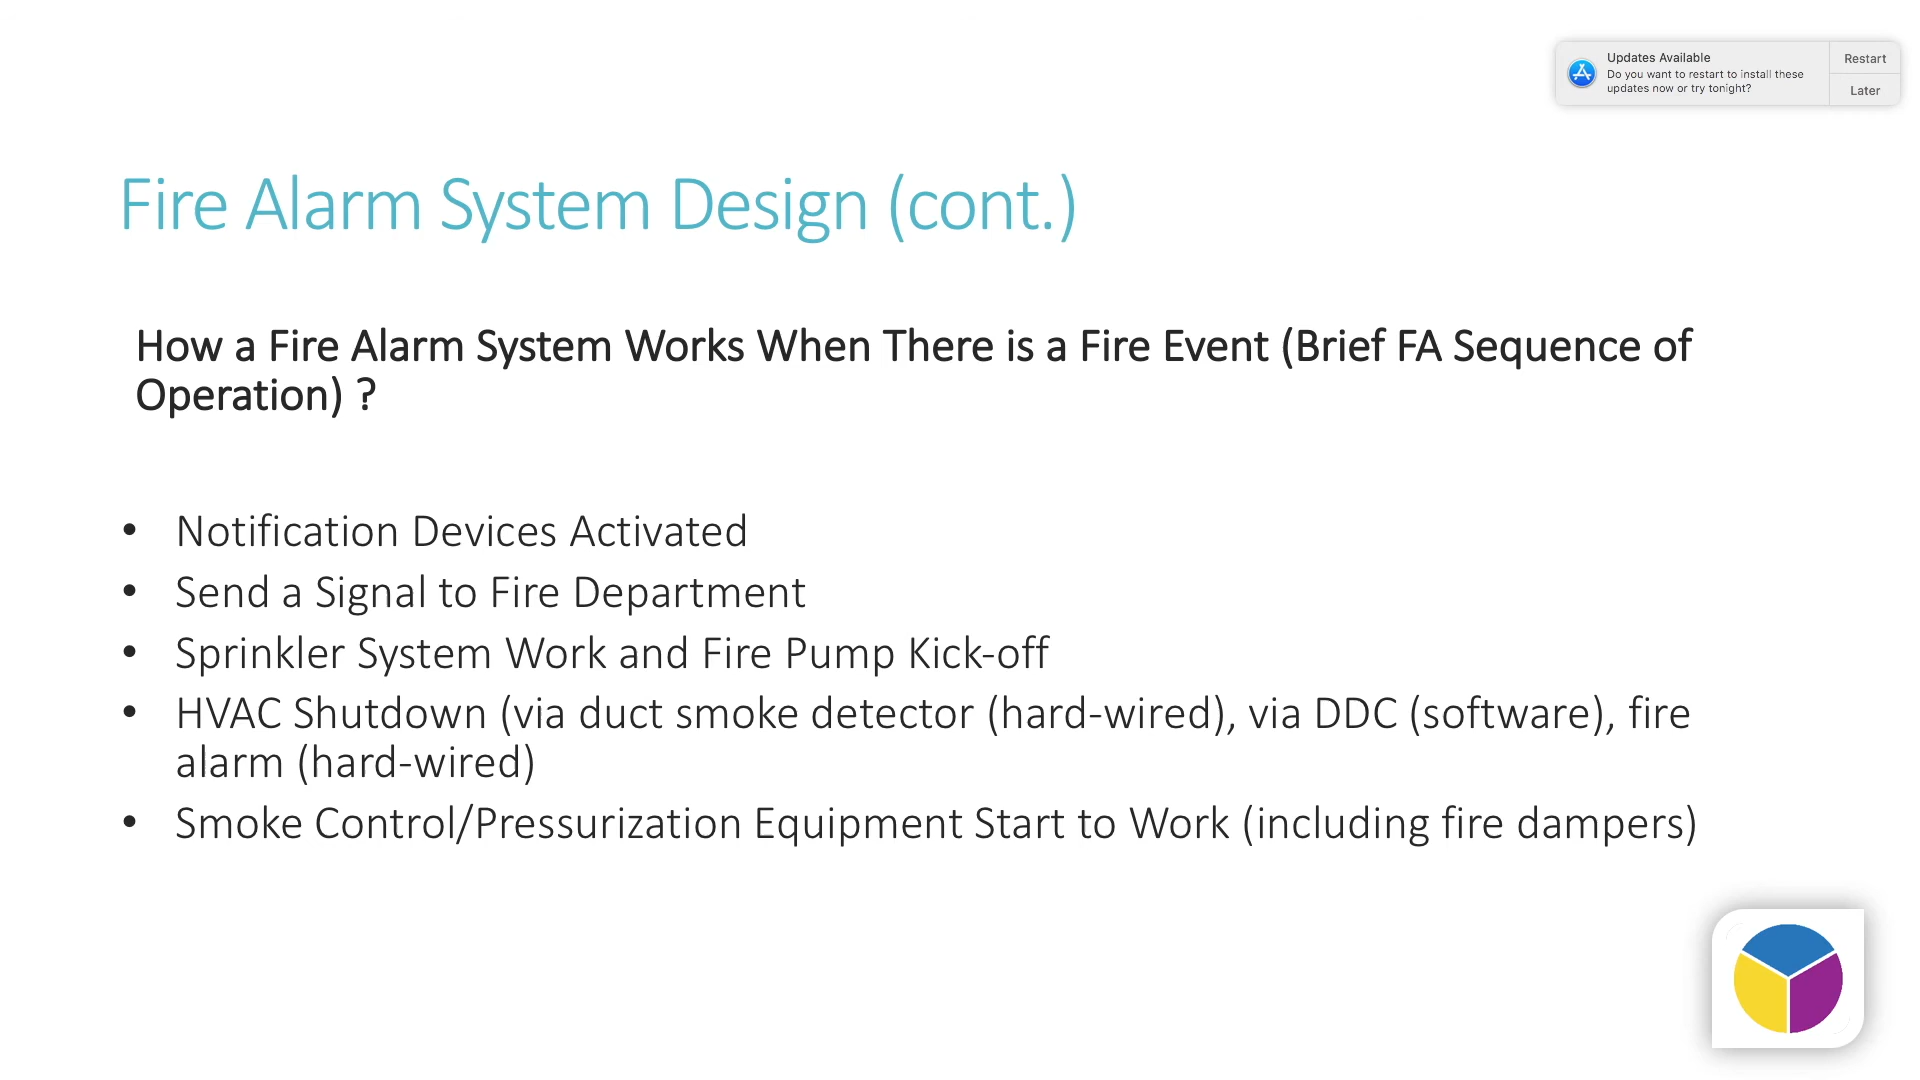 Updates Available
Do you want to restart to install these
updates now or try tonight?
Restart
Later
Fire Alarm System Design (cont.)
How a Fire Alarm System Works When There is a Fire Event (Brief FA Sequence of
Operation) ?
• Notification Devices Activated
• Send a Signal to Fire Department
• Sprinkler System Work and Fire Pump Kick-off
• HVAC Shutdown (via duct smoke detector (hard-wired), via DDC (software), fire
alarm (hard-wired)
• Smoke Control/Pressurization Equipment Start to Work (including fire dampers)